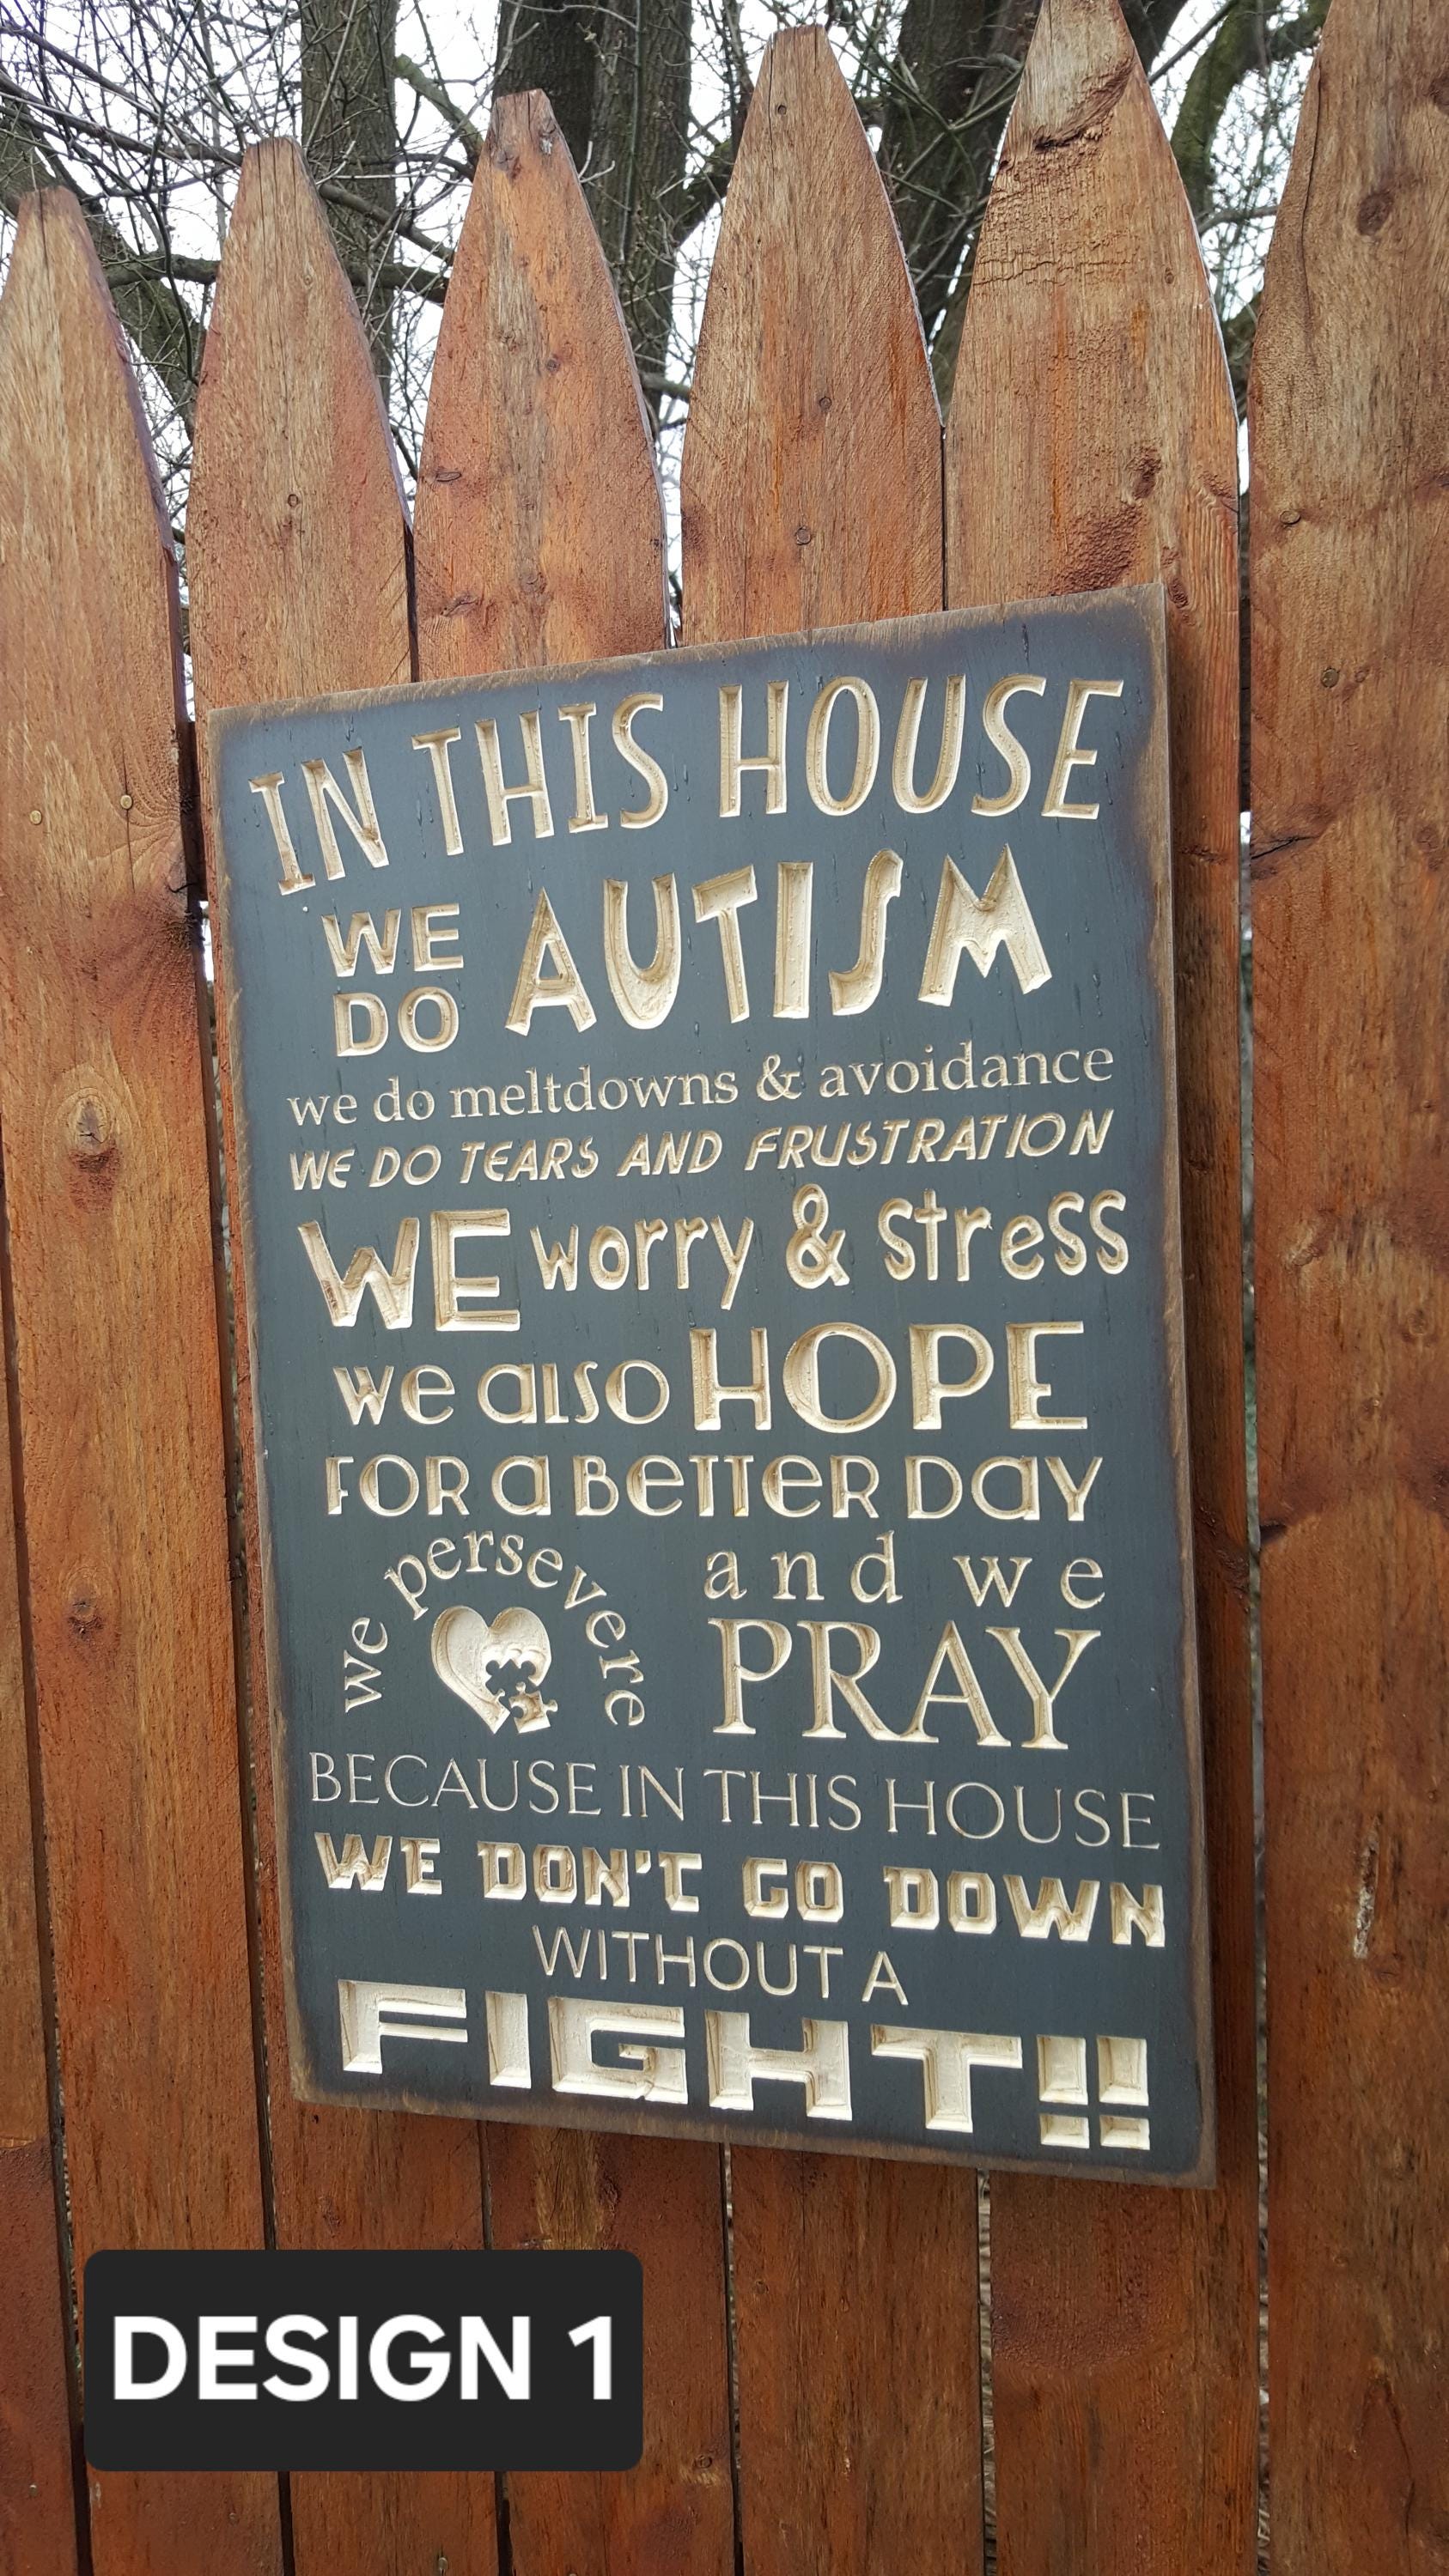 IN THIS HOUSE
WE DO AUTISM
we do meltdowns & avoidance
WE DO TEARS AND FRUSTRATION
WE worry & stress
we also HOPE
FOR a BeTTeR Day
we persevere
and we
PRAY
BECAUSE IN THIS HOUSE
WE DON'T GO DOWN
WITHOUT A
FIGHT!!
DESIGN 1